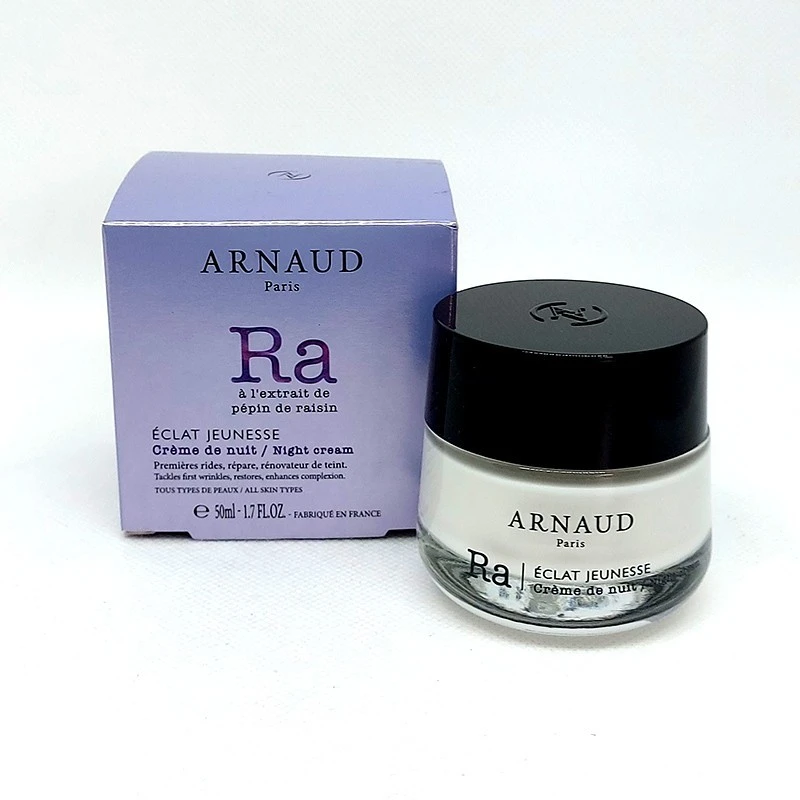 ARNAUD
Paris
Ra
à l'extrait de
pépin de raisin
ÉCLAT JEUNESSE
Crème de nuit / Night cream
Premières rides, répare, rénovateur de teint.
Tackles first wrinkles, restores, enhances complexion.
TOUS TYPES DE PEAUX / ALL SKIN TYPES
℮ 50ml - 1.7 FL.OZ. - FABRIQUÉ EN FRANCE
ARNAUD
Paris
Ra | ÉCLAT JEUNESSE
Crème de nuit /